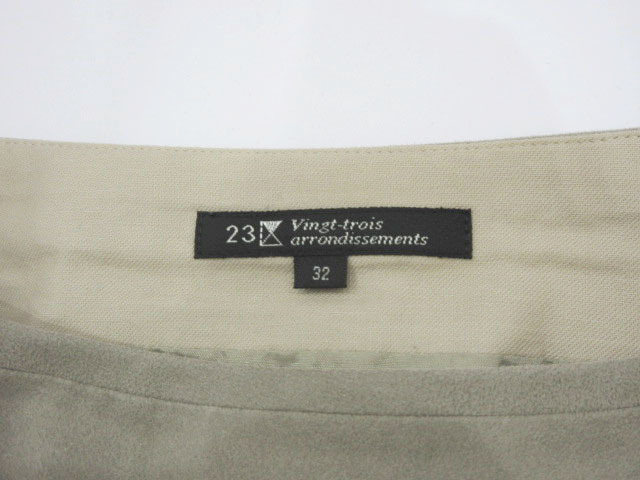 23 Vingt-trois
arrondissements
32